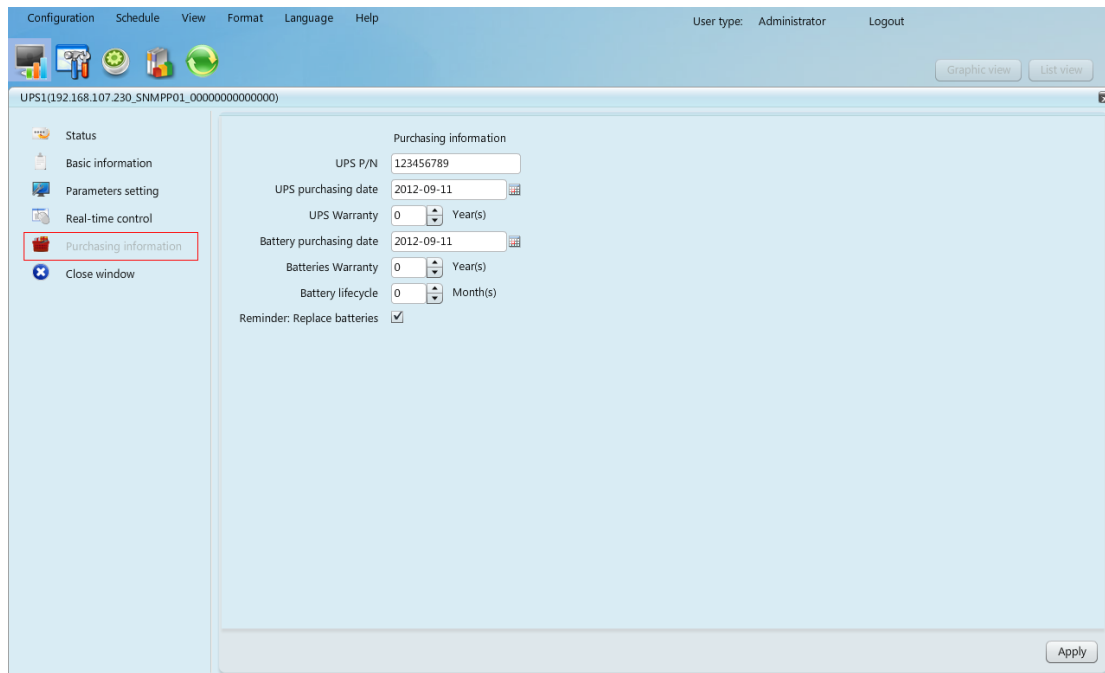 Configuration Schedule View Format Language Help User type: Administrator Logout
Graphic view List view
UPS1(192.168.107.230_SNMPP01_00000000000000)
Status
Basic information
Parameters setting
Real-time control
Purchasing information
Close window
Purchasing information
UPS P/N 123456789
UPS purchasing date 2012-09-11
UPS Warranty 0 Year(s)
Battery purchasing date 2012-09-11
Batteries Warranty 0 Year(s)
Battery lifecycle 0 Month(s)
Reminder: Replace batteries
Apply